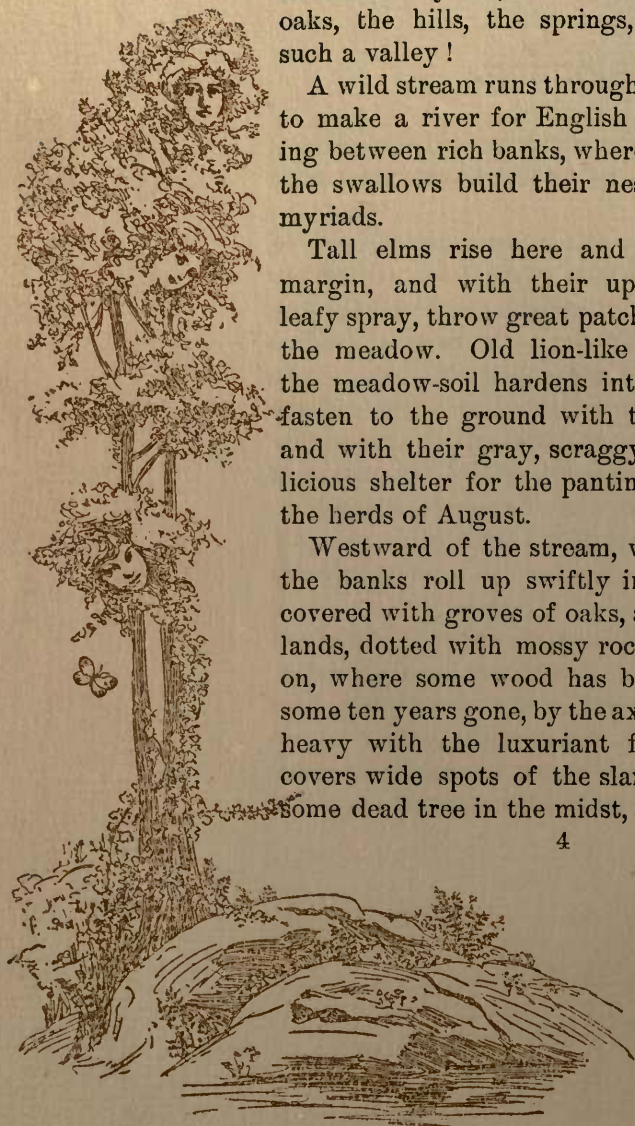 oaks, the hills, the springs,
such a valley !
A wild stream runs through
to make a river for English
ing between rich banks, wher
the swallows build their ne
myriads.
Tall elms rise here and
margin, and with their up
leafy spray, throw great patch
the meadow. Old lion-like
the meadow-soil hardens int
fasten to the ground with t
and with their gray, scraggy
licious shelter for the pantin
the herds of August.
Westward of the stream,
the banks roll up swiftly i
covered with groves of oaks,
lands, dotted with mossy roc
on, where some wood has b
some ten years gone, by the ax
heavy with the luxuriant f
covers wide spots of the sla
some dead tree in the midst,
4